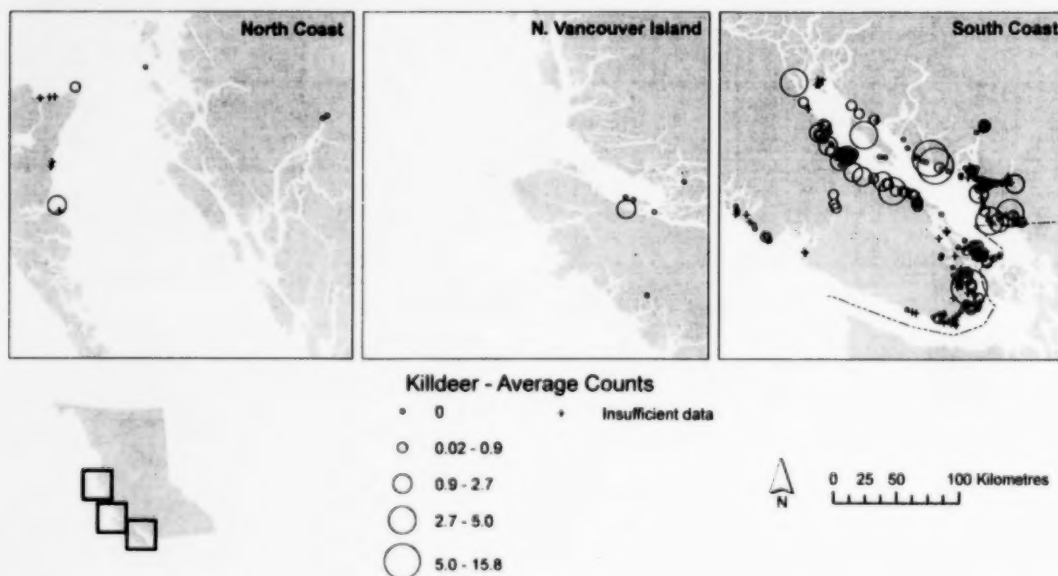 North Coast
N. Vancouver Island
South Coast
Killdeer - Average Counts
0
Insufficient data
0.02 - 0.9
0.9 - 2.7
2.7 - 5.0
5.0 - 15.8
N
0 25 50 100 Kilometres